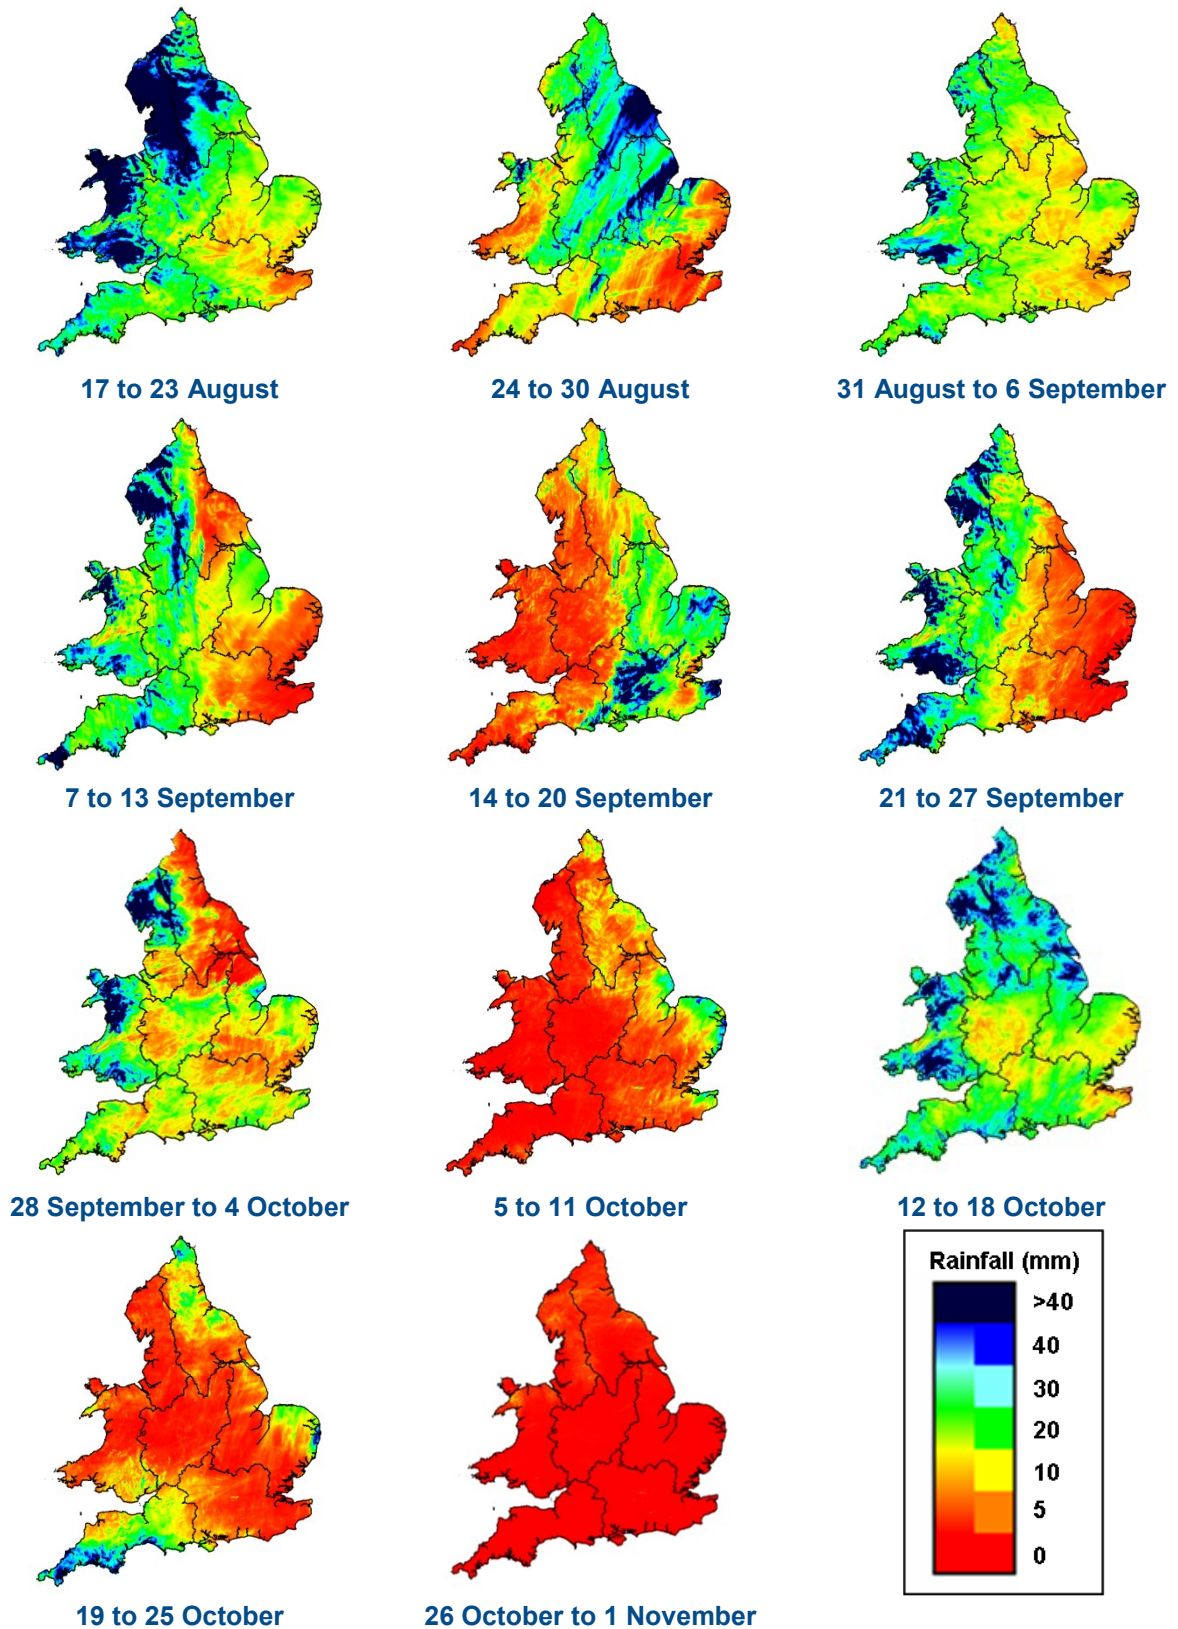 17 to 23 August
24 to 30 August
31 August to 6 September
7 to 13 September
14 to 20 September
21 to 27 September
28 September to 4 October
5 to 11 October
12 to 18 October
Rainfall (mm)
>40
40
30
20
10
5
0
19 to 25 October
26 October to 1 November